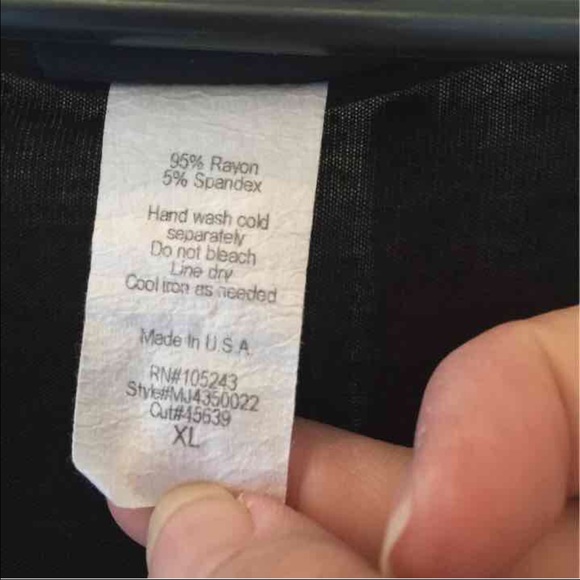 95% Rayon
5% Spandex
Hand wash cold
separately
Do not bleach
Line dry
Cool iron as needed
Made In U.S.A.
RN#105243
Style#MJ4350022
Cut#45639
XL